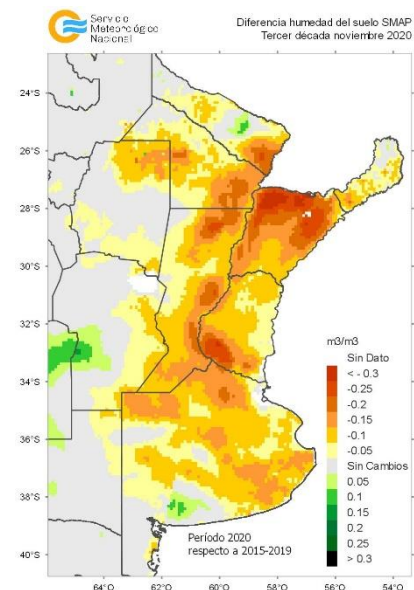 Servicio
Meteorológico
Nacional
Diferencia humedad del suelo SMAP
Tercer década noviembre 2020
24°S
26°S
28°S
30°S
32°S
34°S
36°S
38°S
40°S
m3/m3
Sin Dato
< - 0.3
-0.25
-0.2
-0.15
-0.1
-0.05
Sin Cambios
0.05
0.1
0.15
0.2
0.25
> 0.3
Período 2020
respecto a 2015-2019
64°O 62°O 60°O 58°O 56°O 54°O